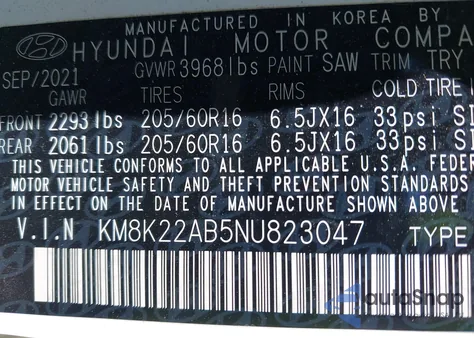 MANUFACTURED IN KOREA BY
HYUNDAI MOTOR COMPA
SEP/2021 GVWR 3968 lbs PAINT SAW TRIM TRY
GAWR TIRES RIMS COLD TIRE I
FRONT 2293 lbs 205/60R16 6.5JX16 33psi SI
REAR 2061 lbs 205/60R16 6.5JX16 33psi SI
THIS VEHICLE CONFORMS TO ALL APPLICABLE U.S.A. FEDER
MOTOR VEHICLE SAFETY AND THEFT PREVENTION STANDARDS
IN EFFECT ON THE DATE OF MANUFACTURE SHOWN ABOVE.
V.I.N KM8K22AB5NU823047 TYPE
autoSnap